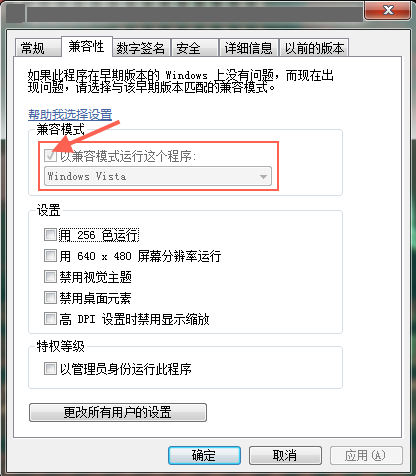 常规 兼容性 数字签名 安全 详细信息 以前的版本
如果此程序在早期版本的 Windows 上没有问题，而现在出
现问题，请选择与该早期版本匹配的兼容模式。
帮助我选择设置
兼容模式
以兼容模式运行这个程序:
Windows Vista
设置
用 256 色运行
用 640 x 480 屏幕分辨率运行
禁用视觉主题
禁用桌面元素
高 DPI 设置时禁用显示缩放
特权等级
以管理员身份运行此程序
更改所有用户的设置
确定 取消 应用(A)